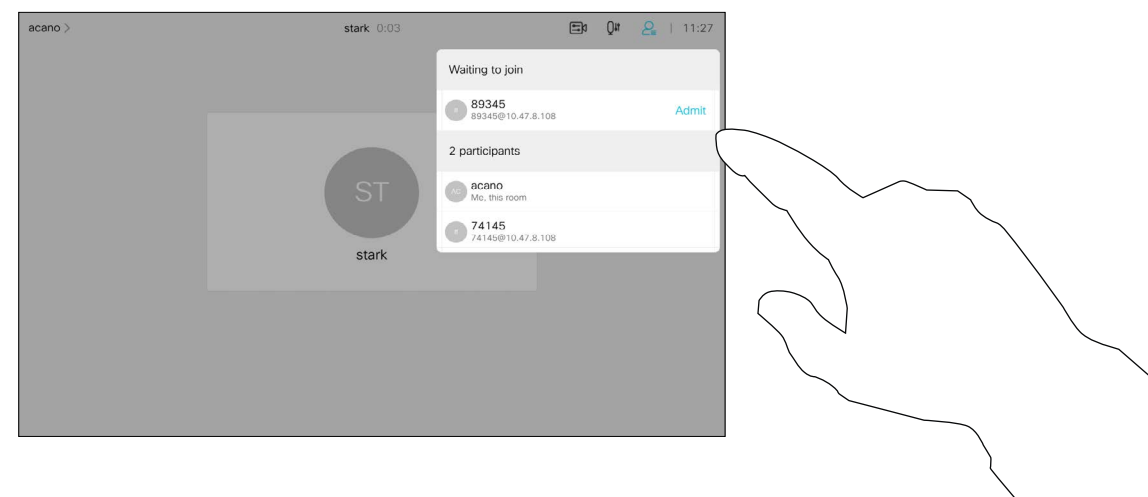 acano >
stark 0:03
11:27
Waiting to join
89345
89345@10.47.8.108
Admit
2 participants
AC
acano
Me, this room
74145
74145@10.47.8.108
ST
stark